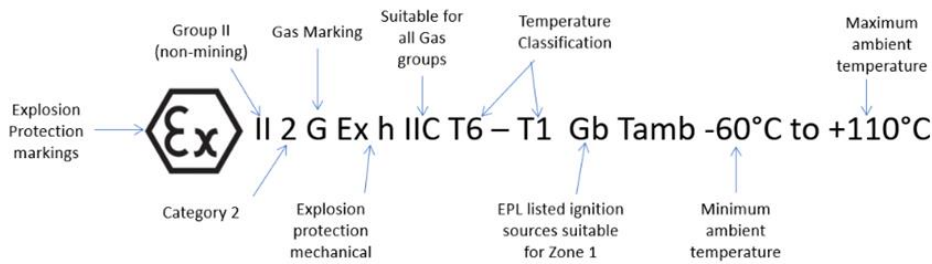 Suitable for
all Gas
groups
Temperature
Classification
Maximum
ambient
temperature
Group II
(non-mining)
Gas Marking
Explosion
Protection
markings
Ex II 2 G Ex h IIC T6 – T1 Gb Tamb -60°C to +110°C
Category 2
Explosion
protection
mechanical
EPL listed ignition
sources suitable
for Zone 1
Minimum
ambient
temperature